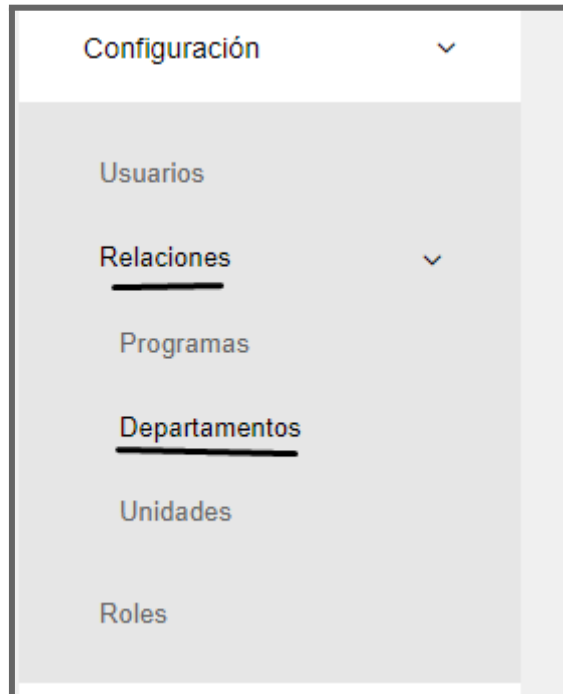 Configuración
Usuarios
Relaciones
Programas
Departamentos
Unidades
Roles